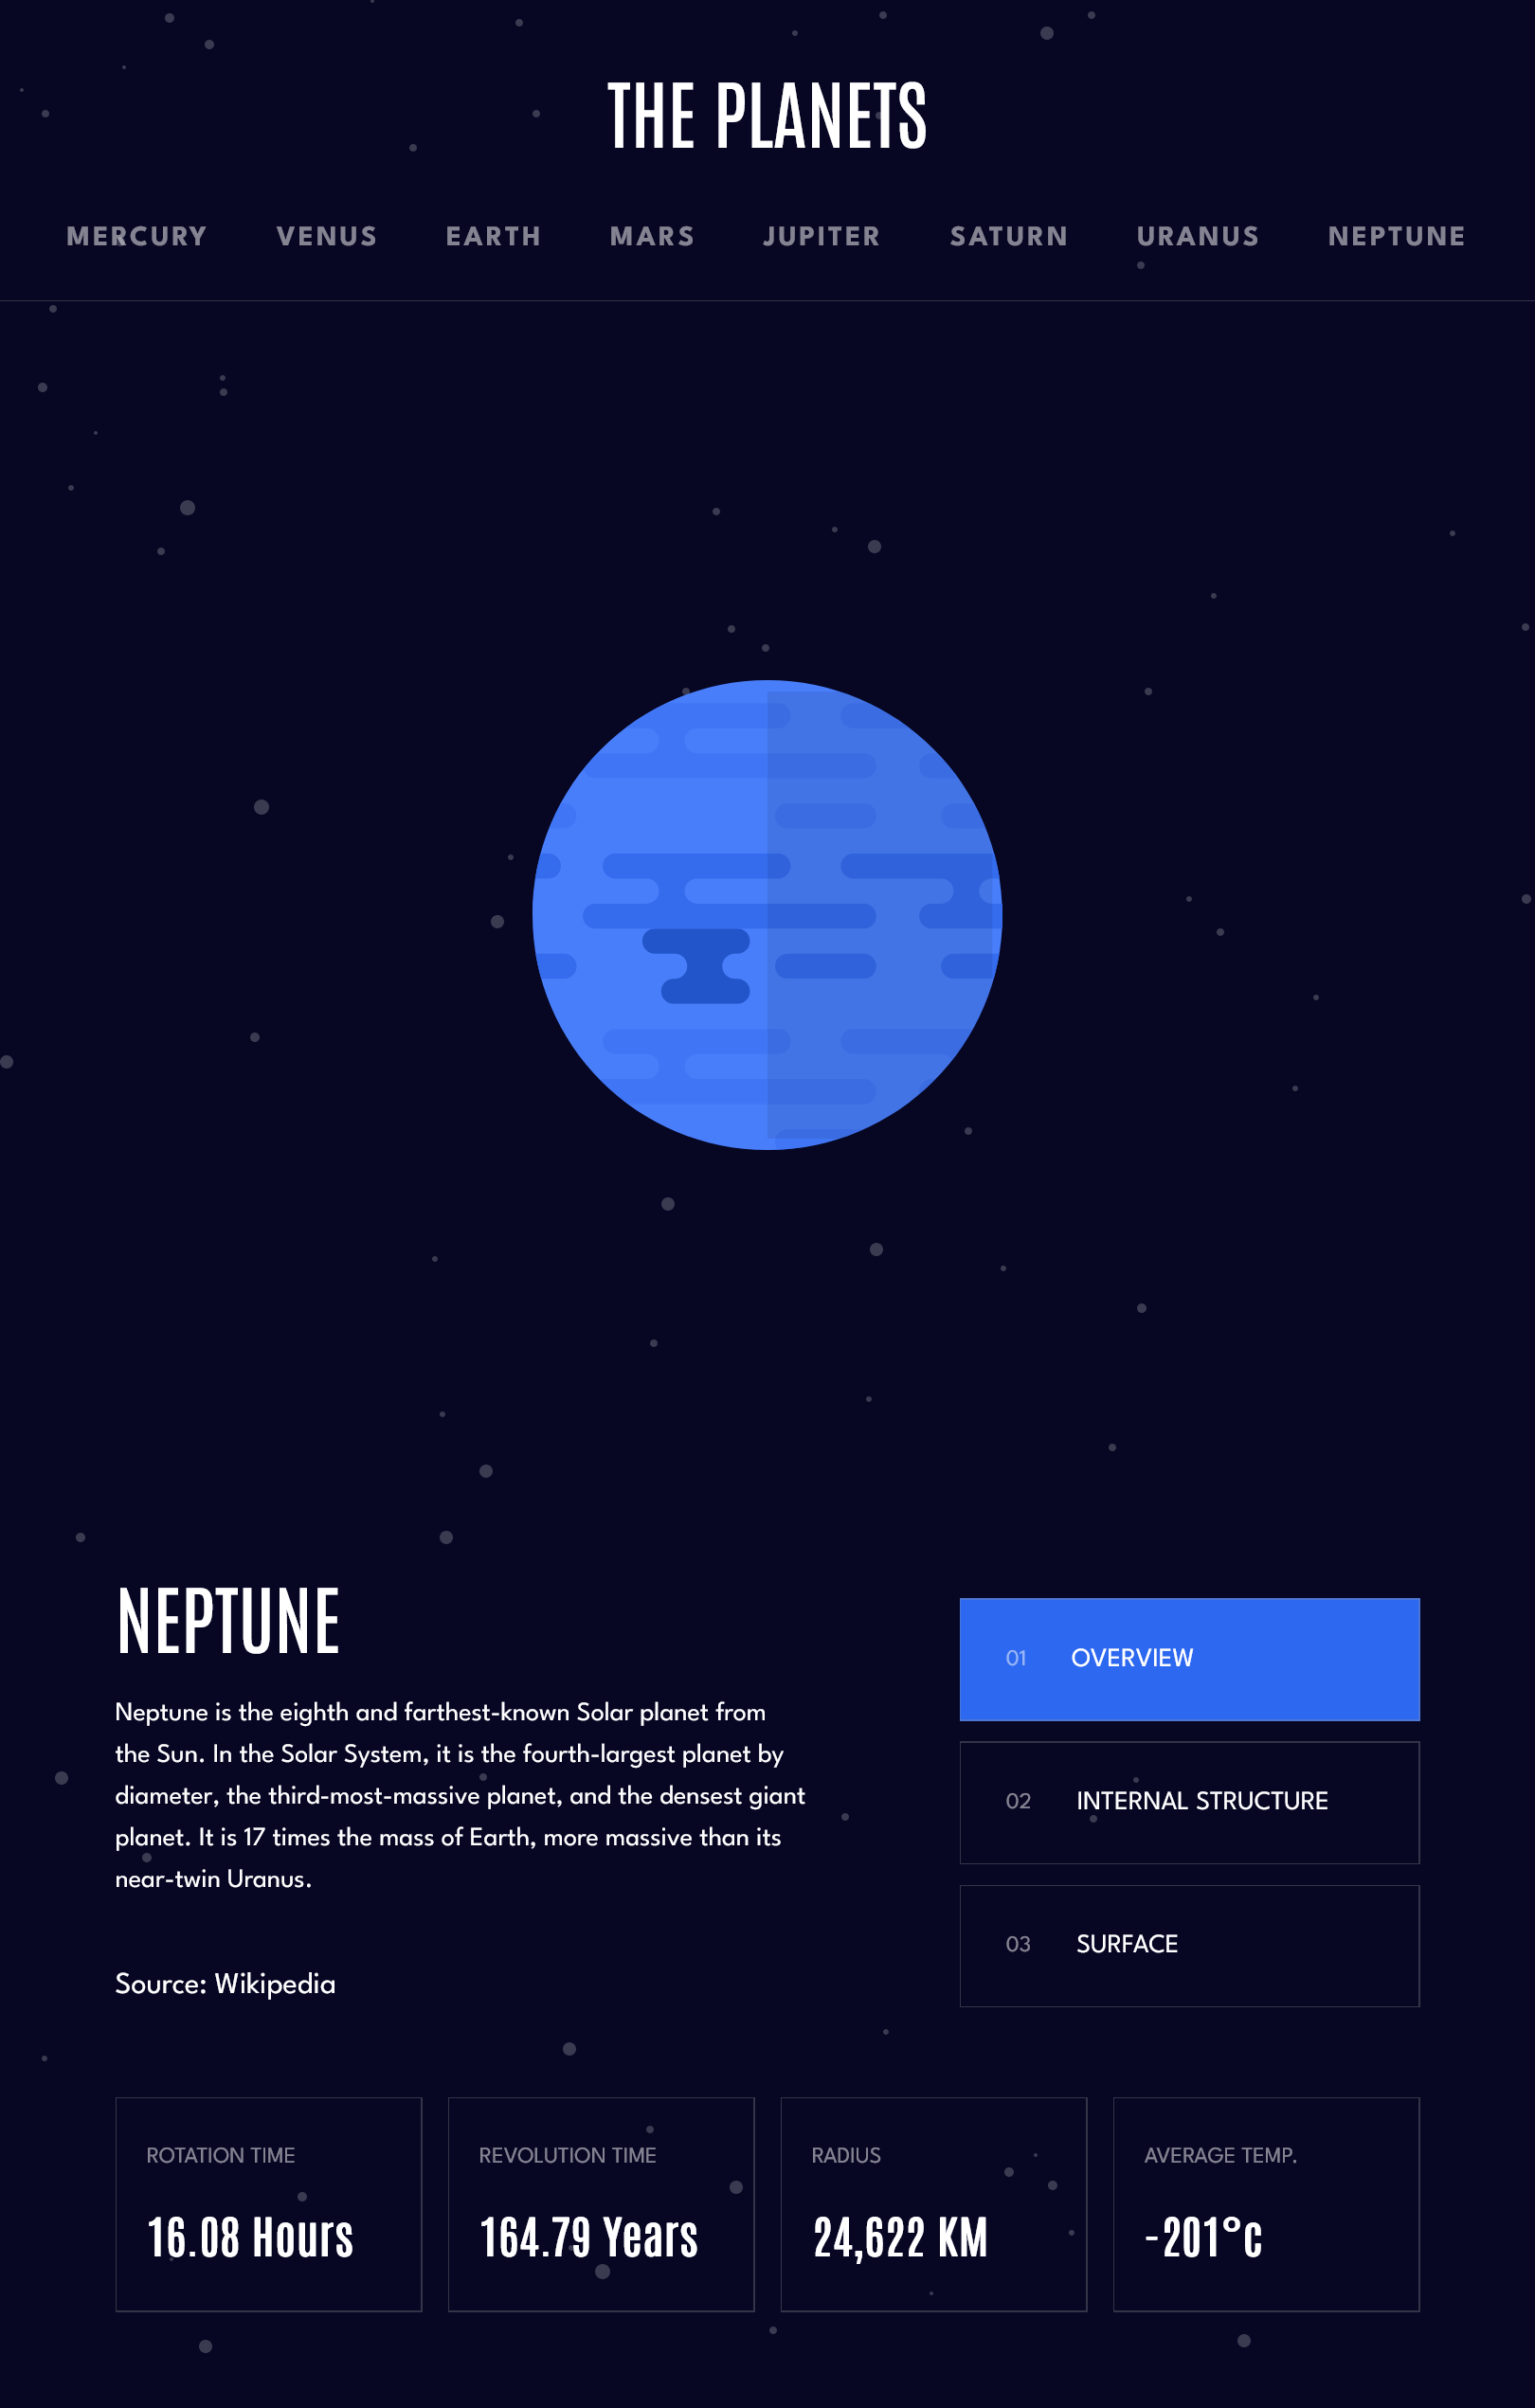 THE PLANETS
MERCURY VENUS EARTH MARS JUPITER SATURN URANUS NEPTUNE
NEPTUNE
Neptune is the eighth and farthest-known Solar planet from
the Sun. In the Solar System, it is the fourth-largest planet by
diameter, the third-most-massive planet, and the densest giant
planet. It is 17 times the mass of Earth, more massive than its
near-twin Uranus.
Source: Wikipedia
01 OVERVIEW
02 INTERNAL STRUCTURE
03 SURFACE
ROTATION TIME
16.08 Hours
REVOLUTION TIME
164.79 Years
RADIUS
24,622 KM
AVERAGE TEMP.
-201°c